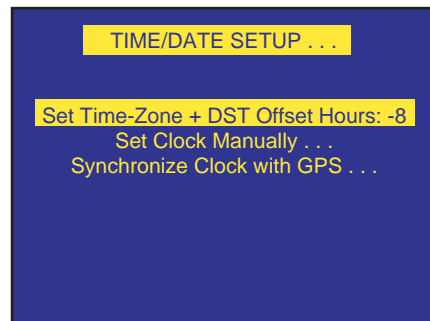 TIME/DATE SETUP . . .
Set Time-Zone + DST Offset Hours: -8
Set Clock Manually . . .
Synchronize Clock with GPS . . .